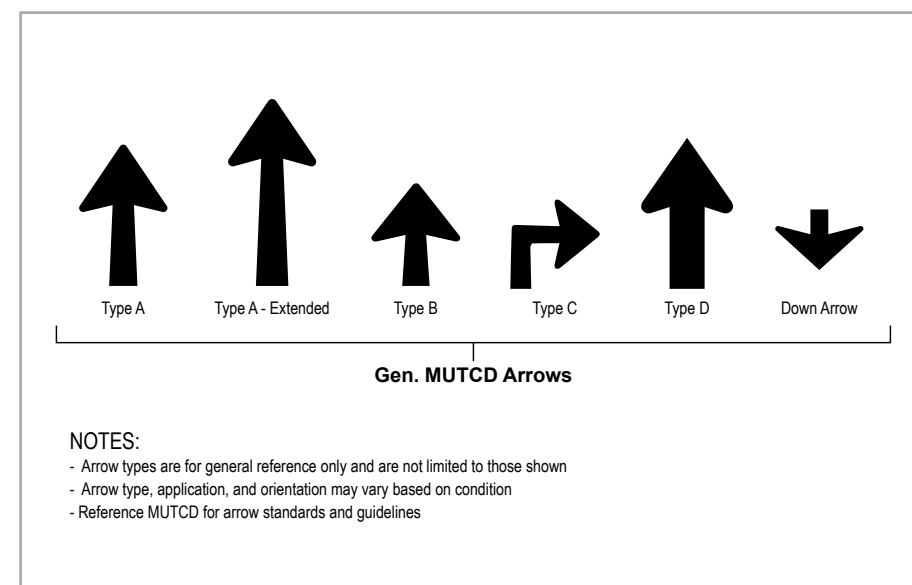 Type A
Type A - Extended
Type B
Type C
Type D
Down Arrow
Gen. MUTCD Arrows
NOTES:
- Arrow types are for general reference only and are not limited to those shown
- Arrow type, application, and orientation may vary based on condition
- Reference MUTCD for arrow standards and guidelines